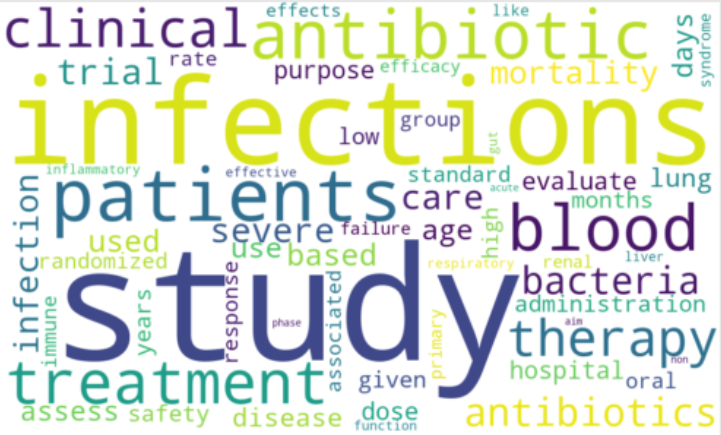 clinical
effects
like
antibiotic
days
syndrome
trial
rate
purpose
efficacy
mortality
infections
low
group
gut
inflammatory
effective
standard
acute
evaluate
lung
patients
care
months
infection
severe
failure
age
high
blood
used
use
based
randomized
respiratory
renal
liver
bacteria
study
immune
years
response
phase
associated
primary
administration
aim
therapy
non
treatment
given
hospital
oral
assess
safety
disease
dose
function
antibiotics